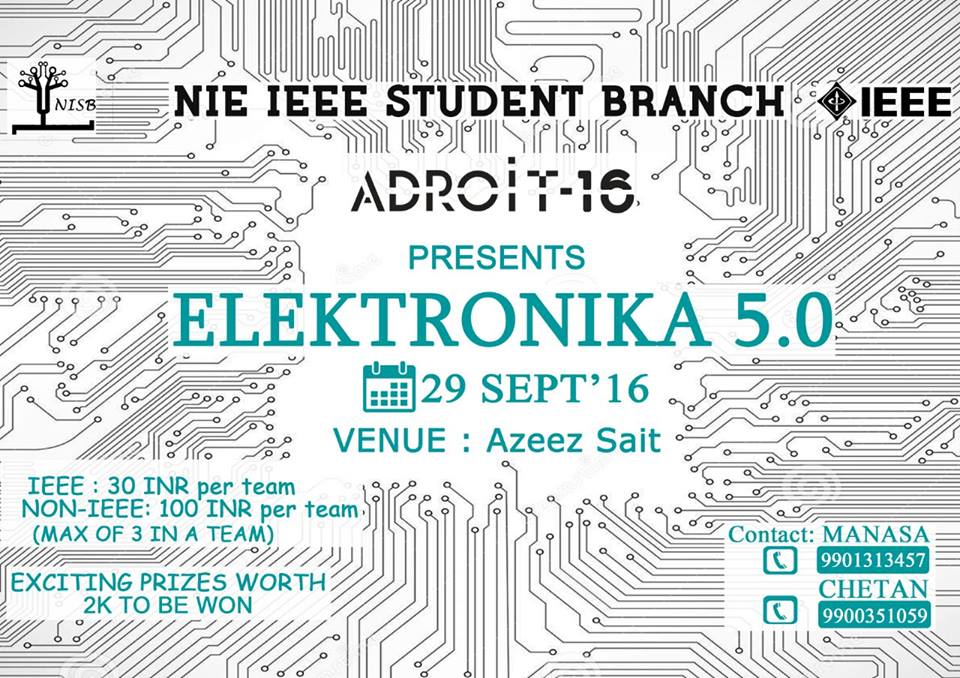 NISB
NIE IEEE STUDENT BRANCH
IEEE
ADROIT-16
PRESENTS
ELEKTRONIKA 5.0
29 SEPT'16
VENUE : Azeez Sait
IEEE : 30 INR per team
NON-IEEE: 100 INR per team
(MAX OF 3 IN A TEAM)
EXCITING PRIZES WORTH
2K TO BE WON
Contact: MANASA
9901313457
CHETAN
9900351059